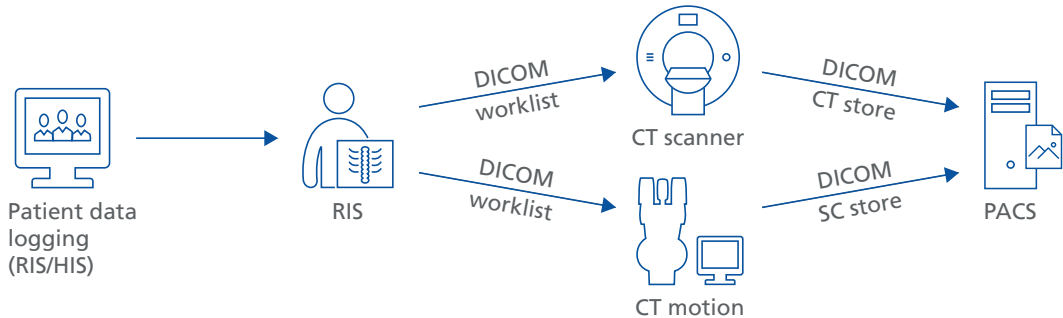 Patient data
logging
(RIS/HIS)
RIS
DICOM
worklist
DICOM
worklist
CT scanner
CT motion
DICOM
CT store
DICOM
SC store
PACS